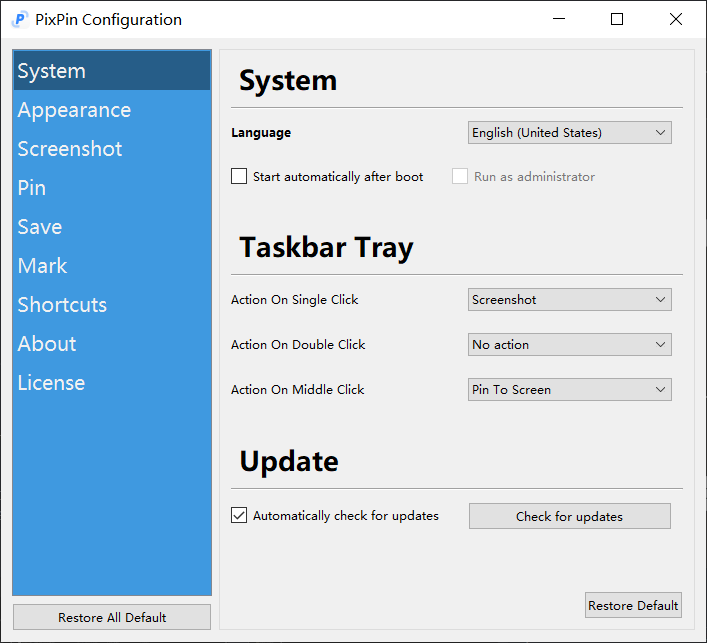 PixPin Configuration
System
Appearance
Screenshot
Pin
Save
Mark
Shortcuts
About
License
Restore All Default
System
Language English (United States)
Start automatically after boot Run as administrator
Taskbar Tray
Action On Single Click Screenshot
Action On Double Click No action
Action On Middle Click Pin To Screen
Update
Automatically check for updates Check for updates
Restore Default